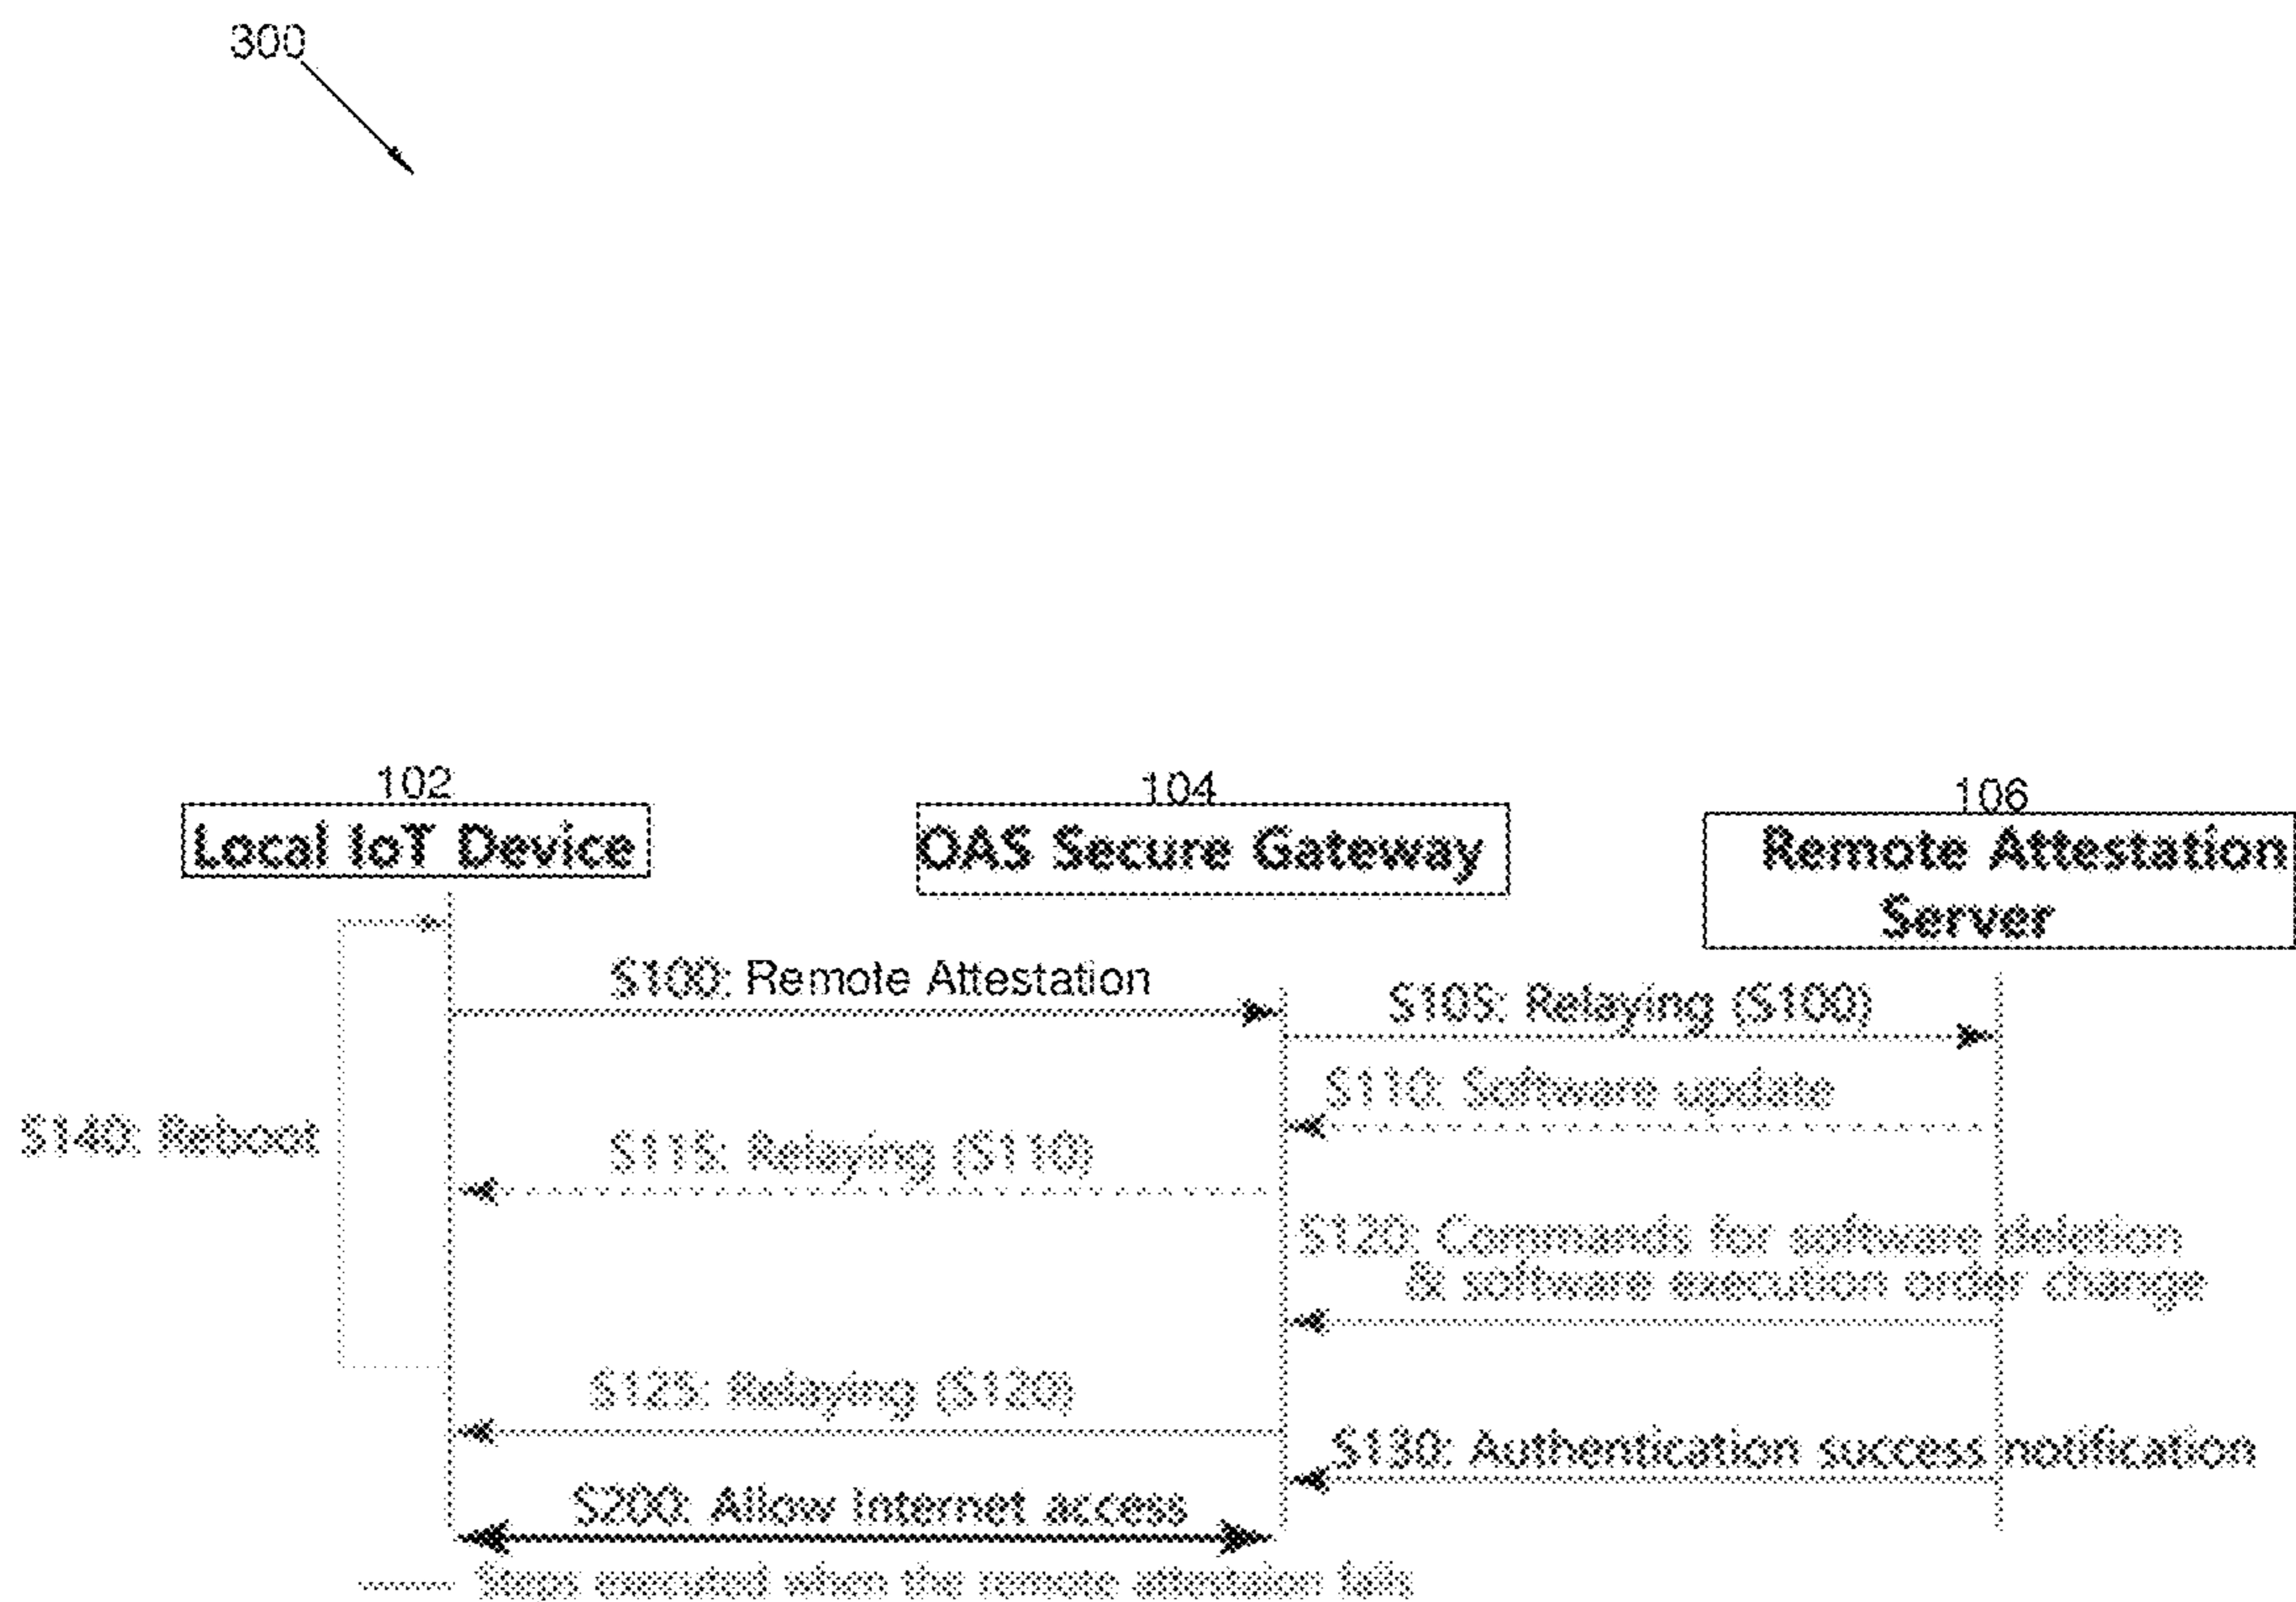 300
102
Local IoT Device
104
OAS Secure Gateway
106
Remote Attestation
Server
S100: Remote Attestation
S105: Relaying (S100)
S110: Software update
S140: Reboot
S115: Relaying (S110)
S120: Commands for software deletion
& software execution order change
S125: Relaying (S120)
S130: Authentication success notification
S200: Allow internet access
Steps executed when the remote attestation fails